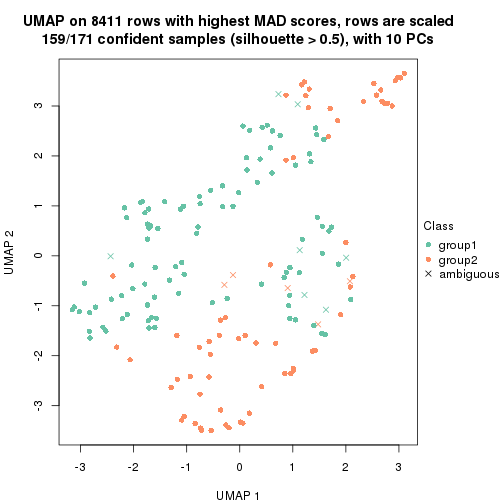 UMAP on 8411 rows with highest MAD scores, rows are scaled
159/171 confident samples (silhouette > 0.5), with 10 PCs
3
2
1
0
-1
-2
-3
UMAP 2
-3 -2 -1 0 1 2 3
UMAP 1
Class
group1
group2
ambiguous